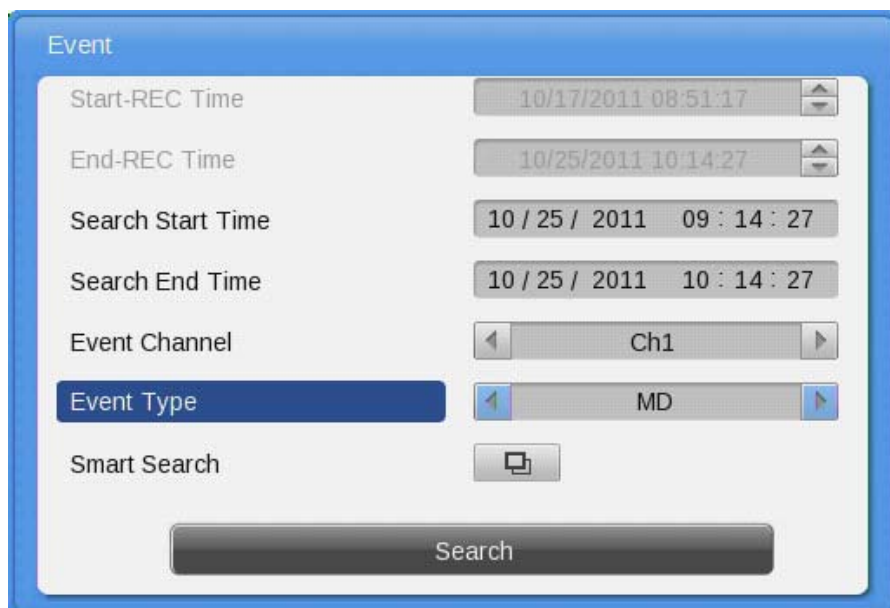 Event
Start-REC Time 10/17/2011 08:51:17
End-REC Time 10/25/2011 10:14:27
Search Start Time 10 / 25 / 2011 09 : 14 : 27
Search End Time 10 / 25 / 2011 10 : 14 : 27
Event Channel Ch1
Event Type MD
Smart Search
Search